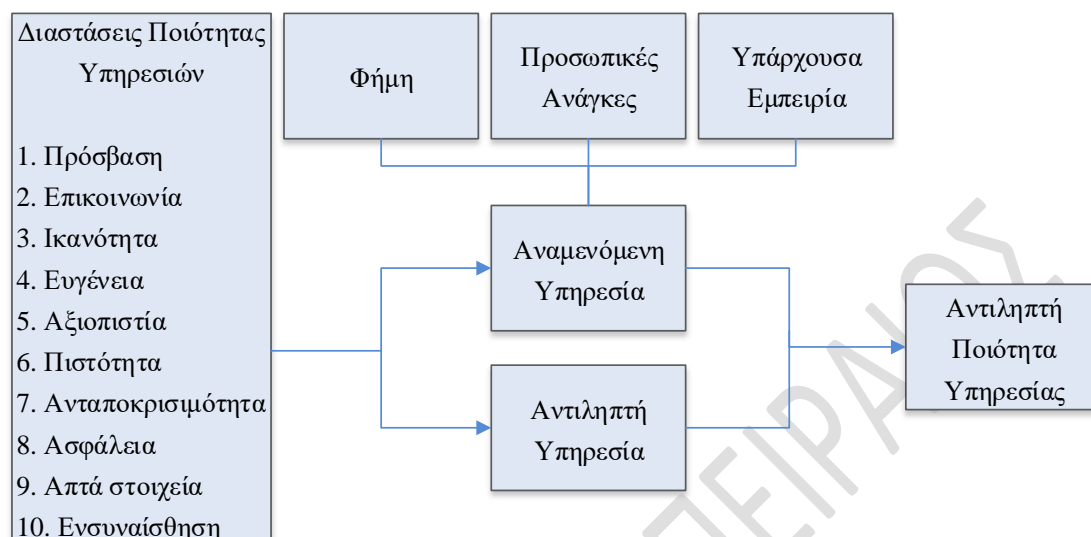 Διαστάσεις Ποιότητας
Υπηρεσιών
1. Πρόσβαση
2. Επικοινωνία
3. Ικανότητα
4. Ευγένεια
5. Αξιοπιστία
6. Πιστότητα
7. Ανταποκρισιμότητα
8. Ασφάλεια
9. Απτά στοιχεία
10. Ενσυναίσθηση
Φήμη
Προσωπικές
Ανάγκες
Υπάρχουσα
Εμπειρία
Αναμενόμενη
Υπηρεσία
Αντιληπτή
Υπηρεσία
Αντιληπτή
Ποιότητα
Υπηρεσίας
ΠΕΙΡΑΙΩΣ